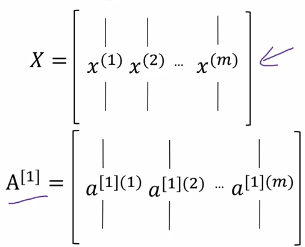 X = [ x^(1) x^(2) ... x^(m) ]
A^[1] = [ a^[1](1) a^[1](2) ... a^[1](m) ]